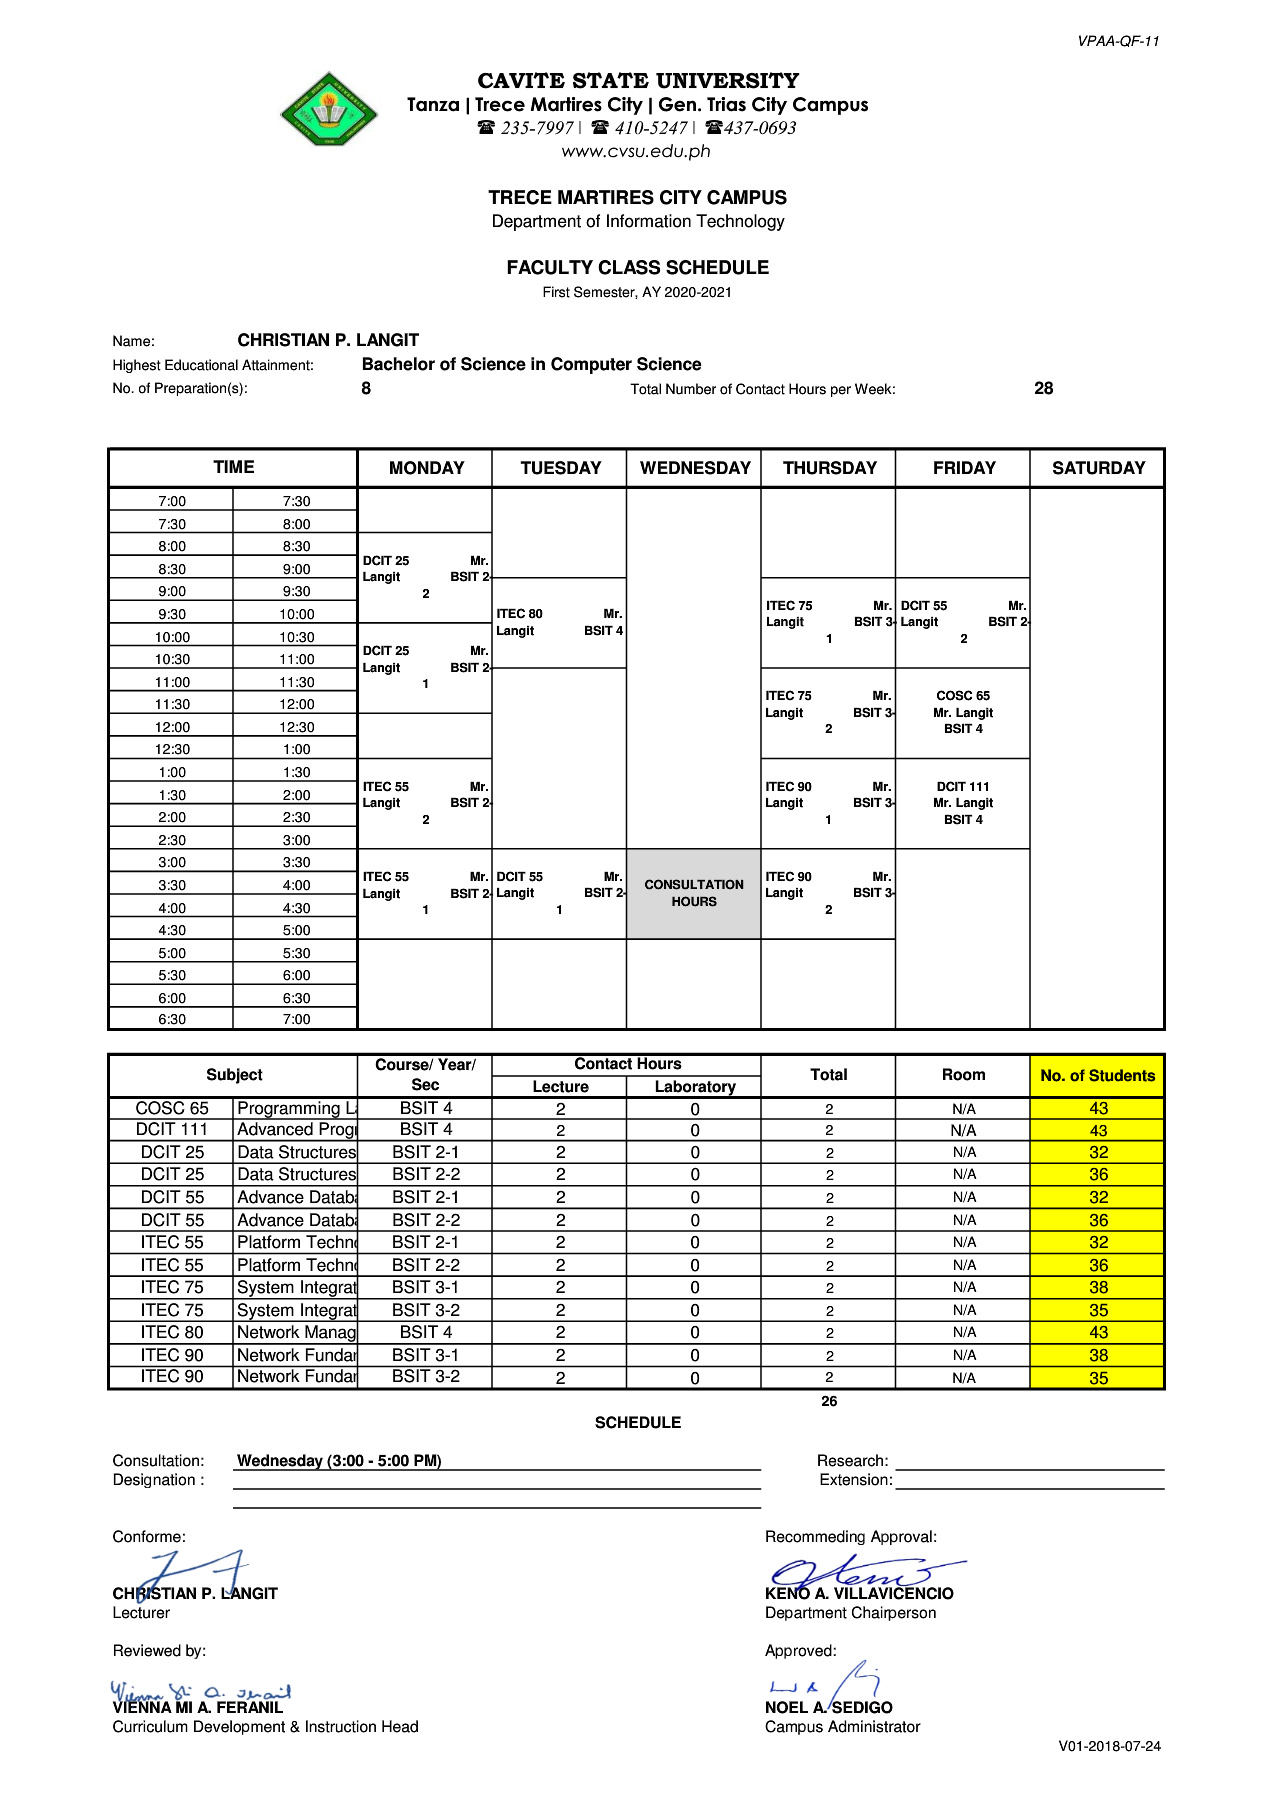 VPAA-QF-11
CAVITE STATE UNIVERSITY
Tanza | Trece Martires City | Gen. Trias City Campus
☎ 235-7997 | ☎ 410-5247 | ☎437-0693
www.cvsu.edu.ph
TRECE MARTIRES CITY CAMPUS
Department of Information Technology
FACULTY CLASS SCHEDULE
First Semester, AY 2020-2021
Name: CHRISTIAN P. LANGIT
Highest Educational Attainment: Bachelor of Science in Computer Science
No. of Preparation(s): 8 Total Number of Contact Hours per Week: 28
TIME MONDAY TUESDAY WEDNESDAY THURSDAY FRIDAY SATURDAY
7:00 7:30
7:30 8:00
8:00 8:30
8:30 9:00
9:00 9:30
9:30 10:00
10:00 10:30
10:30 11:00
11:00 11:30
11:30 12:00
12:00 12:30
12:30 1:00
1:00 1:30
1:30 2:00
2:00 2:30
2:30 3:00
3:00 3:30
3:30 4:00
4:00 4:30
4:30 5:00
5:00 5:30
5:30 6:00
6:00 6:30
6:30 7:00
DCIT 25 Mr.
Langit BSIT 2-
2
DCIT 25 Mr.
Langit BSIT 2-
1
ITEC 55 Mr.
Langit BSIT 2-
2
ITEC 55 Mr.
Langit BSIT 2-
1
ITEC 80 Mr.
Langit BSIT 4
DCIT 55 Mr.
Langit BSIT 2-
1
CONSULTATION
HOURS
ITEC 75 Mr.
Langit BSIT 3-
1
ITEC 75 Mr.
Langit BSIT 3-
2
ITEC 90 Mr.
Langit BSIT 3-
1
ITEC 90 Mr.
Langit BSIT 3-
2
DCIT 55 Mr.
Langit BSIT 2-
2
COSC 65
Mr. Langit
BSIT 4
DCIT 111
Mr. Langit
BSIT 4
Subject Course/ Year/ Sec Contact Hours Total Room No. of Students
Lecture Laboratory
COSC 65 Programming La BSIT 4 2 0 2 N/A 43
DCIT 111 Advanced Progr BSIT 4 2 0 2 N/A 43
DCIT 25 Data Structures BSIT 2-1 2 0 2 N/A 32
DCIT 25 Data Structures BSIT 2-2 2 0 2 N/A 36
DCIT 55 Advance Databa BSIT 2-1 2 0 2 N/A 32
DCIT 55 Advance Databa BSIT 2-2 2 0 2 N/A 36
ITEC 55 Platform Techno BSIT 2-1 2 0 2 N/A 32
ITEC 55 Platform Techno BSIT 2-2 2 0 2 N/A 36
ITEC 75 System Integrat BSIT 3-1 2 0 2 N/A 38
ITEC 75 System Integrat BSIT 3-2 2 0 2 N/A 35
ITEC 80 Network Manag BSIT 4 2 0 2 N/A 43
ITEC 90 Network Fundar BSIT 3-1 2 0 2 N/A 38
ITEC 90 Network Fundar BSIT 3-2 2 0 2 N/A 35
26
SCHEDULE
Consultation: Wednesday (3:00 - 5:00 PM) Research:
Designation : Extension:
Conforme: Recommeding Approval:
CHRISTIAN P. LANGIT KENO A. VILLAVICENCIO
Lecturer Department Chairperson
Reviewed by: Approved:
VIENNA MI A. FERANIL NOEL A. SEDIGO
Curriculum Development & Instruction Head Campus Administrator
V01-2018-07-24